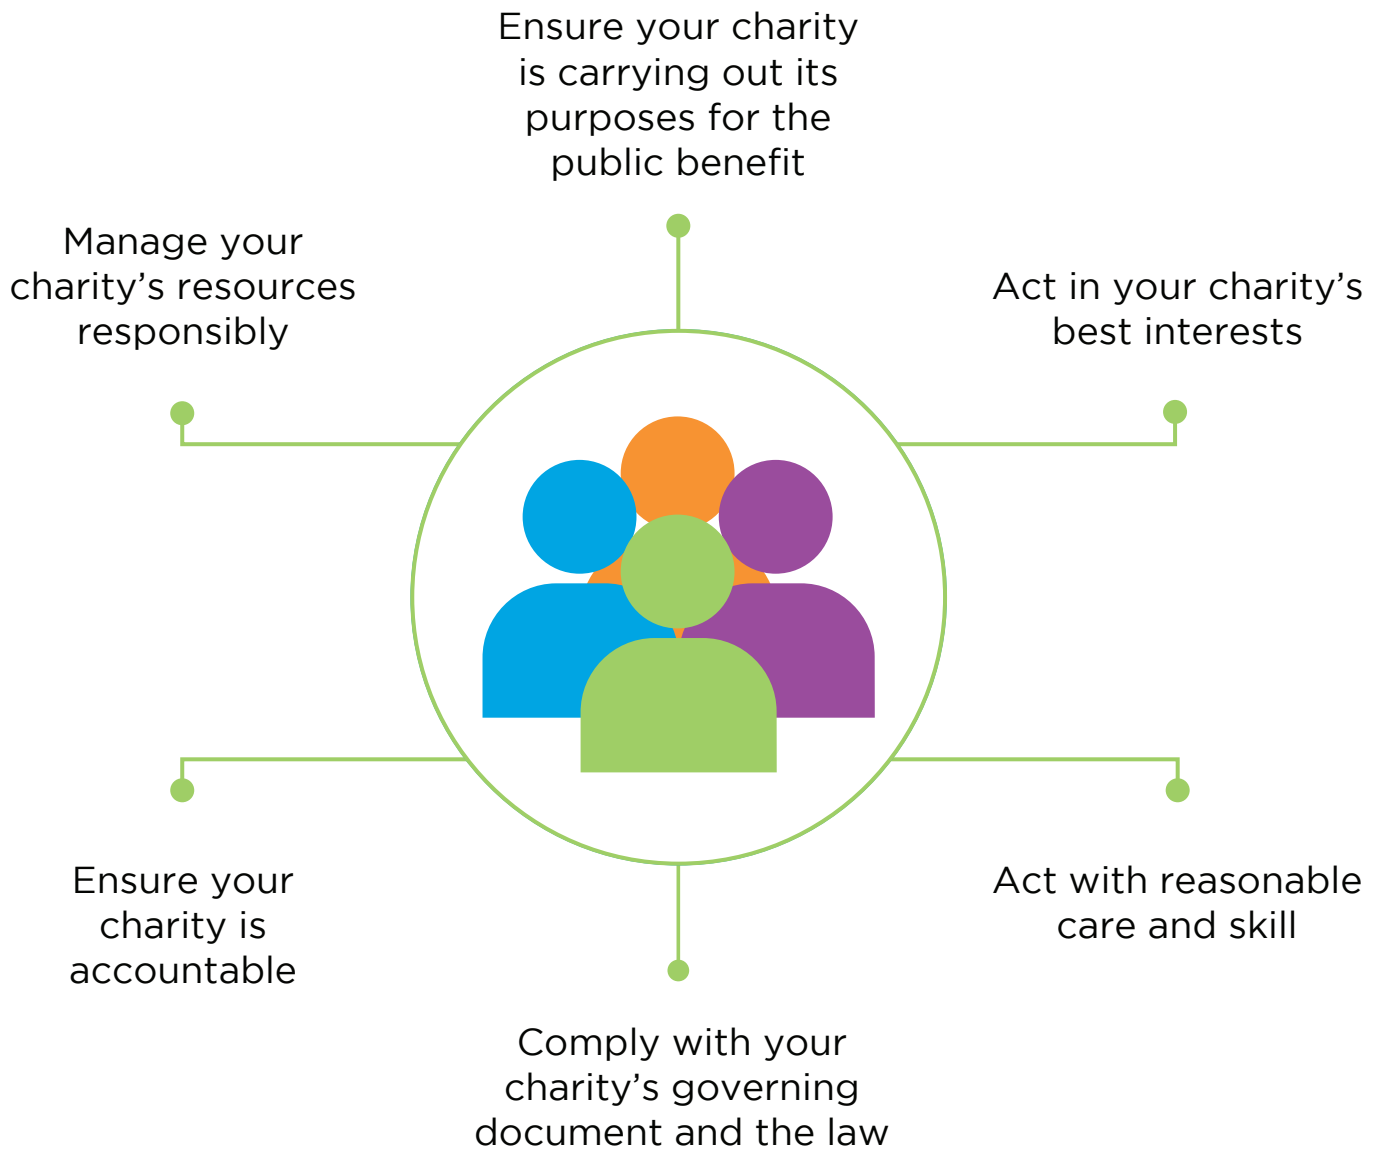 Ensure your charity
is carrying out its
purposes for the
public benefit
Manage your
charity’s resources
responsibly
Act in your charity’s
best interests
Ensure your
charity is
accountable
Act with reasonable
care and skill
Comply with your
charity’s governing
document and the law